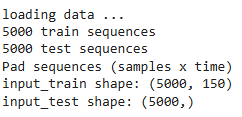 loading data ...
5000 train sequences
5000 test sequences
Pad sequences (samples x time)
input_train shape: (5000, 150)
input_test shape: (5000,)